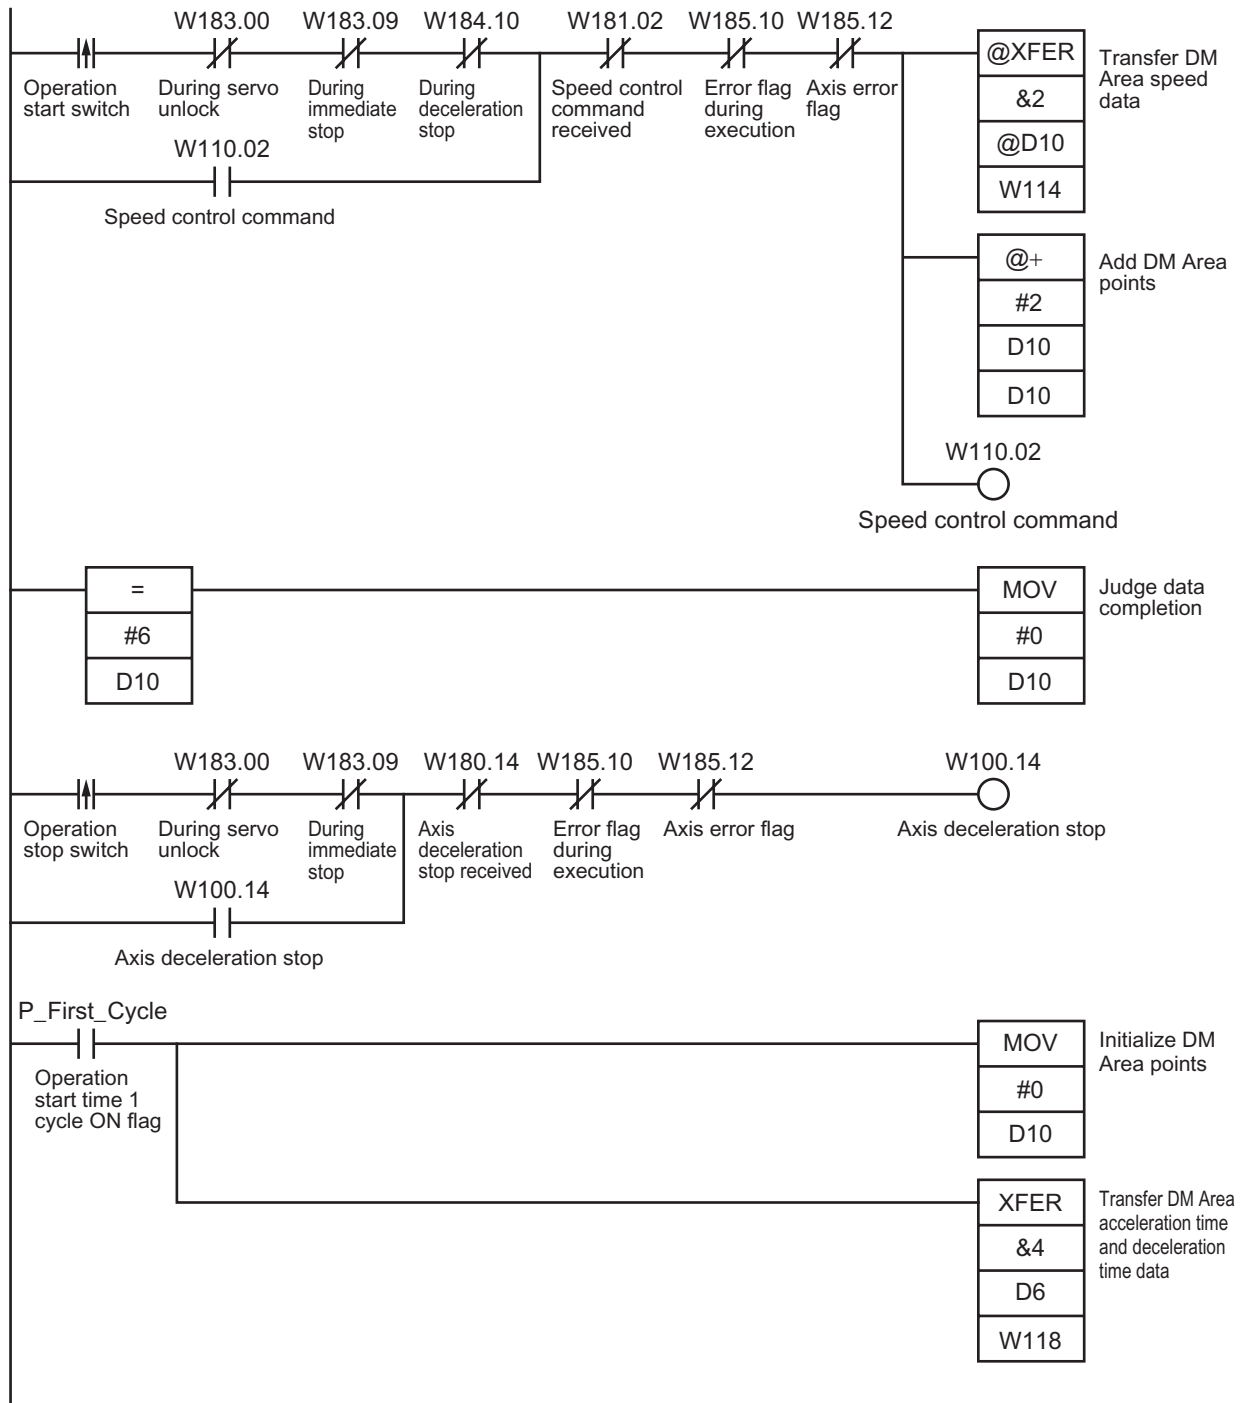 W183.00 W183.09 W184.10 W181.02 W185.10 W185.12
Operation
start switch
During servo
unlock
During
immediate
stop
During
deceleration
stop
Speed control
command
received
Error flag
during
execution
Axis error
flag
@XFER
&2
@D10
W114
Transfer DM
Area speed
data
W110.02
Speed control command
@+
#2
D10
D10
Add DM Area
points
W110.02
Speed control command
=
#6
D10
MOV
#0
D10
Judge data
completion
W183.00 W183.09 W180.14 W185.10 W185.12 W100.14
Operation
stop switch
During servo
unlock
During
immediate
stop
Axis
deceleration
stop received
Error flag
during
execution
Axis error flag
Axis deceleration stop
W100.14
Axis deceleration stop
P_First_Cycle
Operation
start time 1
cycle ON flag
MOV
#0
D10
Initialize DM
Area points
XFER
&4
D6
W118
Transfer DM Area
acceleration time
and deceleration
time data